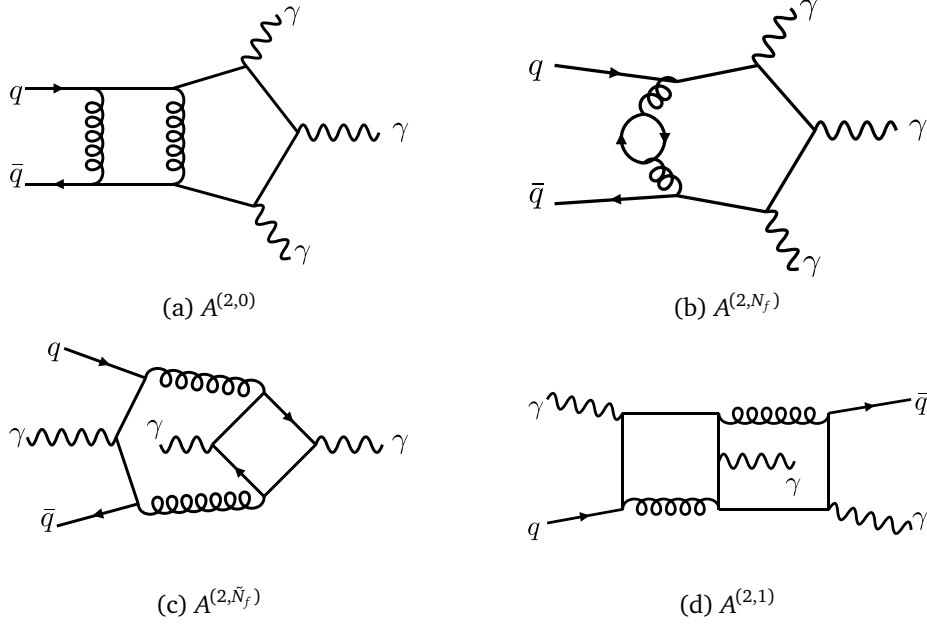 γ γ
q q
γ γ
q̄ q̄
γ γ
(a) A^{(2,0)} (b) A^{(2,N_f)}
q
γ γ γ γ q̄
γ
q̄ q γ
(c) A^{(2,Ñ_f)} (d) A^{(2,1)}